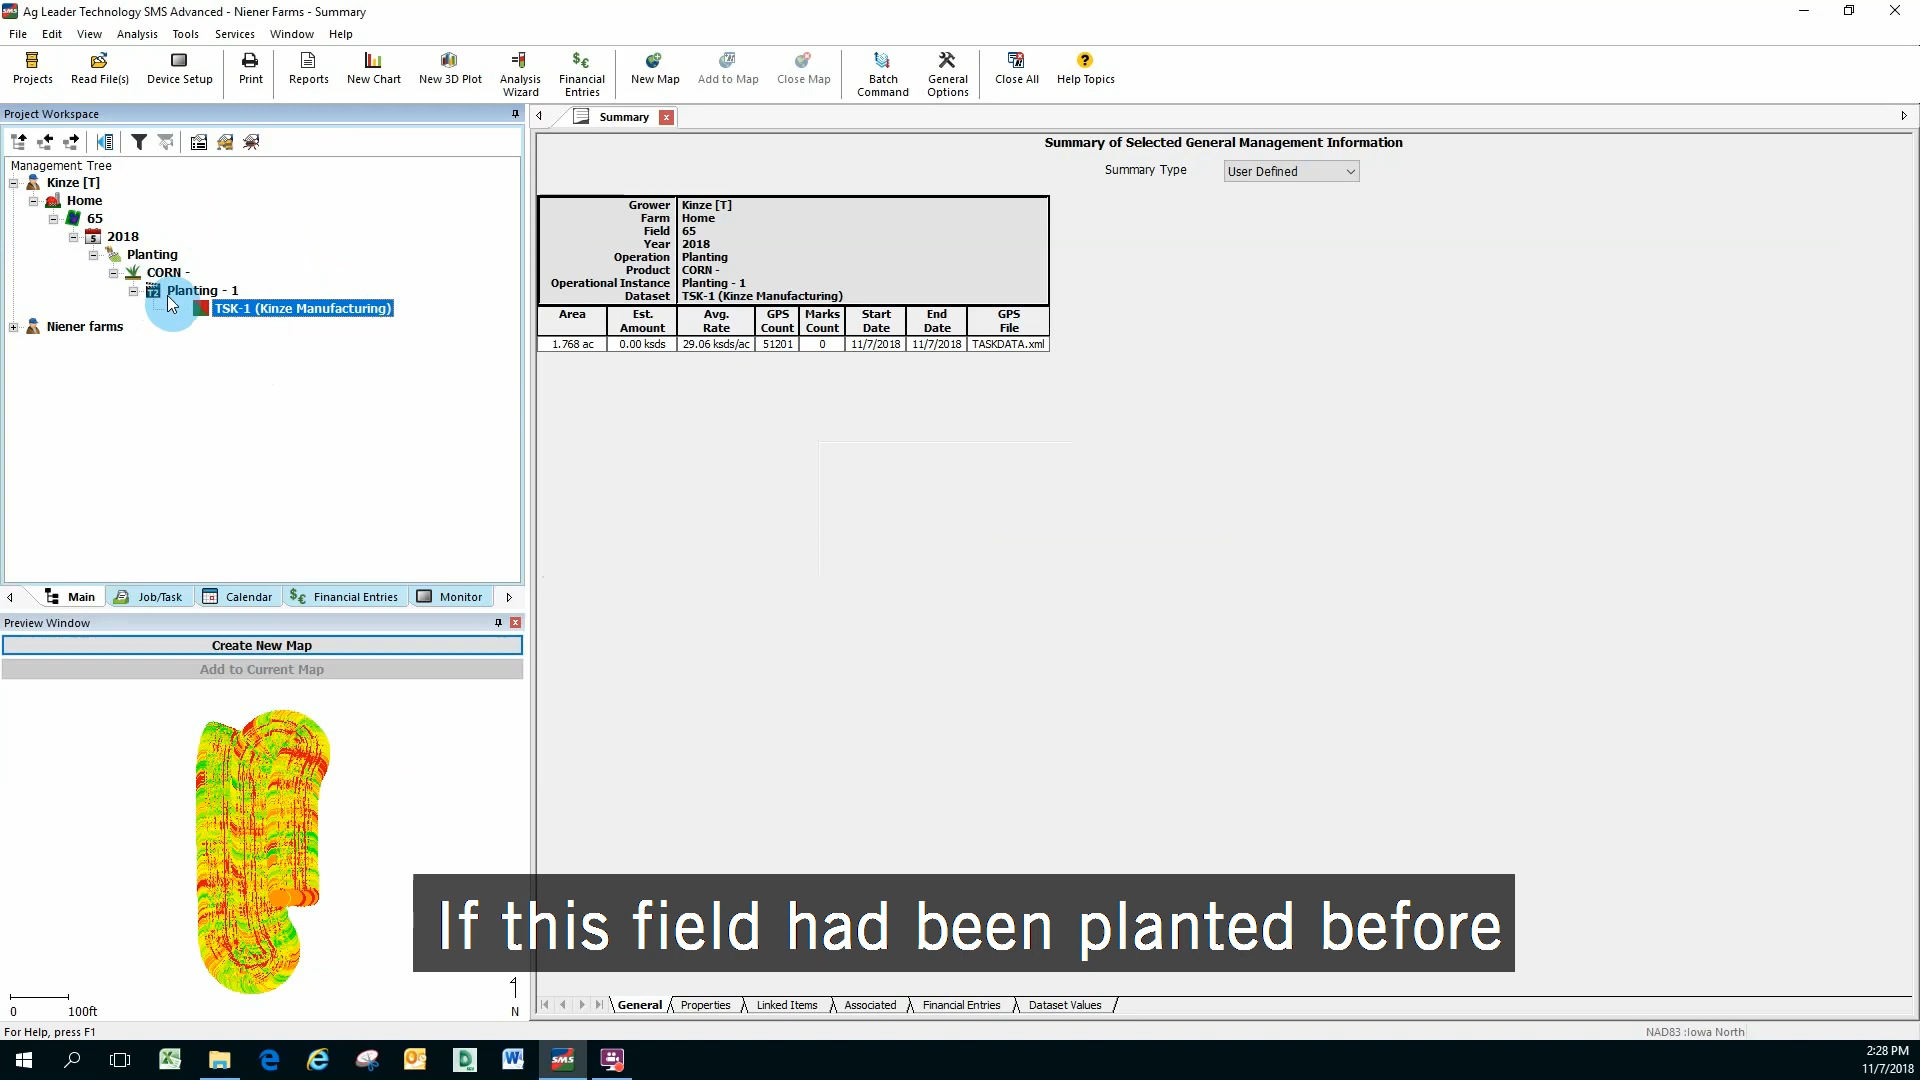 Ag Leader Technology SMS Advanced - Niener Farms - Summary
File Edit View Analysis Tools Services Window Help
Projects Read File(s) Device Setup Print Reports New Chart New 3D Plot Analysis Wizard Financial Entries New Map Add to Map Close Map Batch Command General Options Close All Help Topics
Project Workspace
Summary
Management Tree
Kinze [T]
Home
65
2018
Planting
CORN -
Planting - 1
TSK-1 (Kinze Manufacturing)
Niener farms
Main Job/Task Calendar Financial Entries Monitor
Preview Window
Create New Map
Add to Current Map
0 100ft
N
Summary of Selected General Management Information
Summary Type User Defined
Grower Kinze [T]
Farm Home
Field 65
Year 2018
Operation Planting
Product CORN -
Operational Instance Planting - 1
Dataset TSK-1 (Kinze Manufacturing)
Area Est. Amount Avg. Rate GPS Count Marks Count Start Date End Date GPS File
1.768 ac 0.00 ksds 29.06 ksds/ac 51201 0 11/7/2018 11/7/2018 TASKDATA.xml
If this field had been planted before
General Properties Linked Items Associated Financial Entries Dataset Values
For Help, press F1
NAD83 :Iowa North
SMS
2:28 PM
11/7/2018